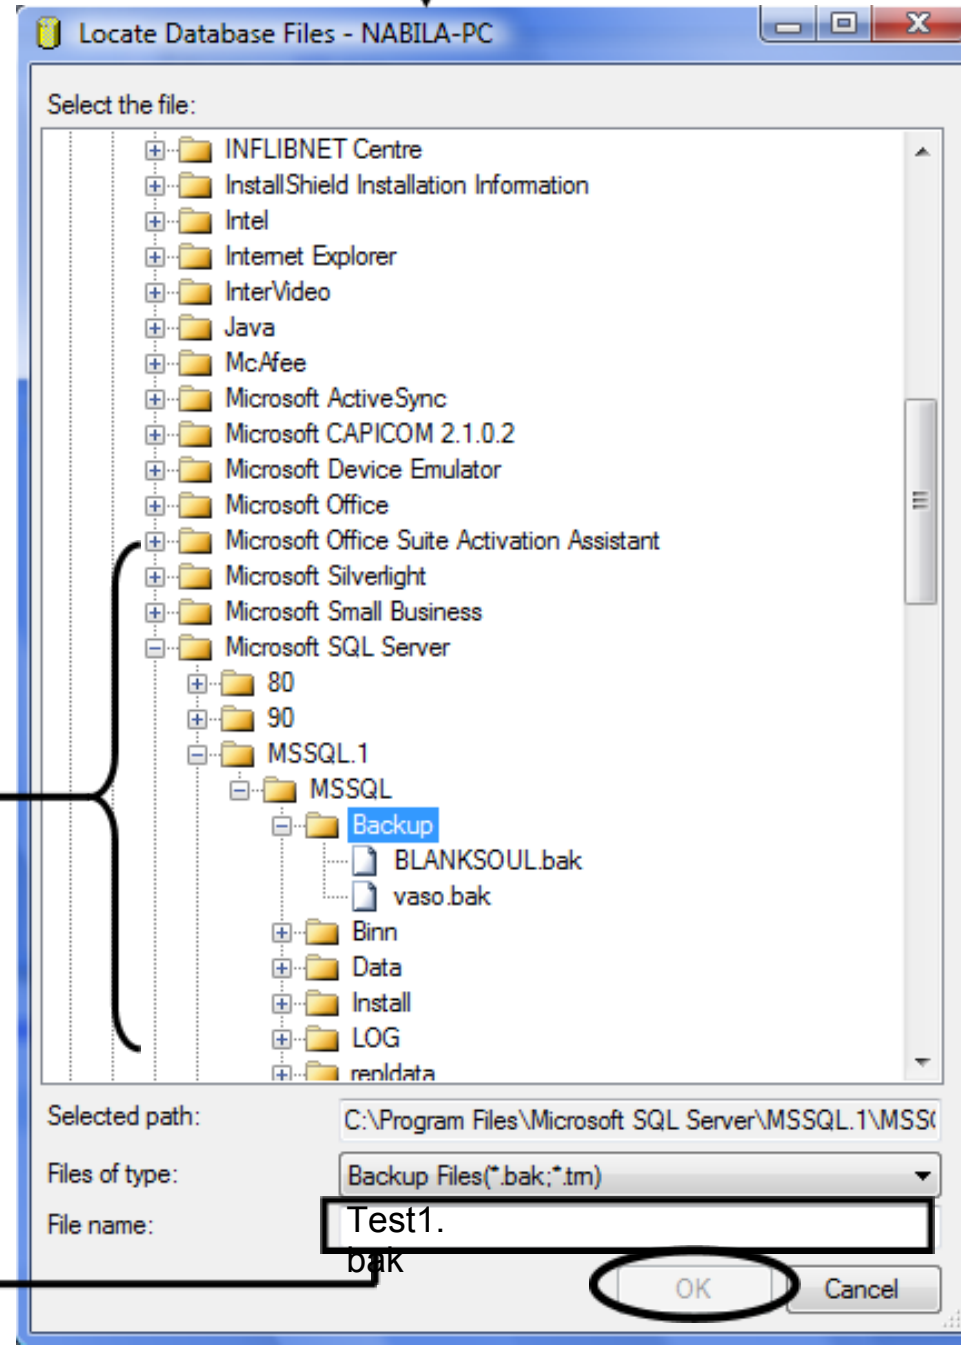 Locate Database Files - NABILA-PC
Select the file:
INFLIBNET Centre
InstallShield Installation Information
Intel
Internet Explorer
InterVideo
Java
McAfee
Microsoft ActiveSync
Microsoft CAPICOM 2.1.0.2
Microsoft Device Emulator
Microsoft Office
Microsoft Office Suite Activation Assistant
Microsoft Silverlight
Microsoft Small Business
Microsoft SQL Server
80
90
MSSQL.1
MSSQL
Backup
BLANKSOUL.bak
vaso.bak
Binn
Data
Install
LOG
repldata
Selected path: C:\Program Files\Microsoft SQL Server\MSSQL.1\MSS
Files of type: Backup Files(*.bak;*.trn)
File name: Test1.
bak
OK Cancel